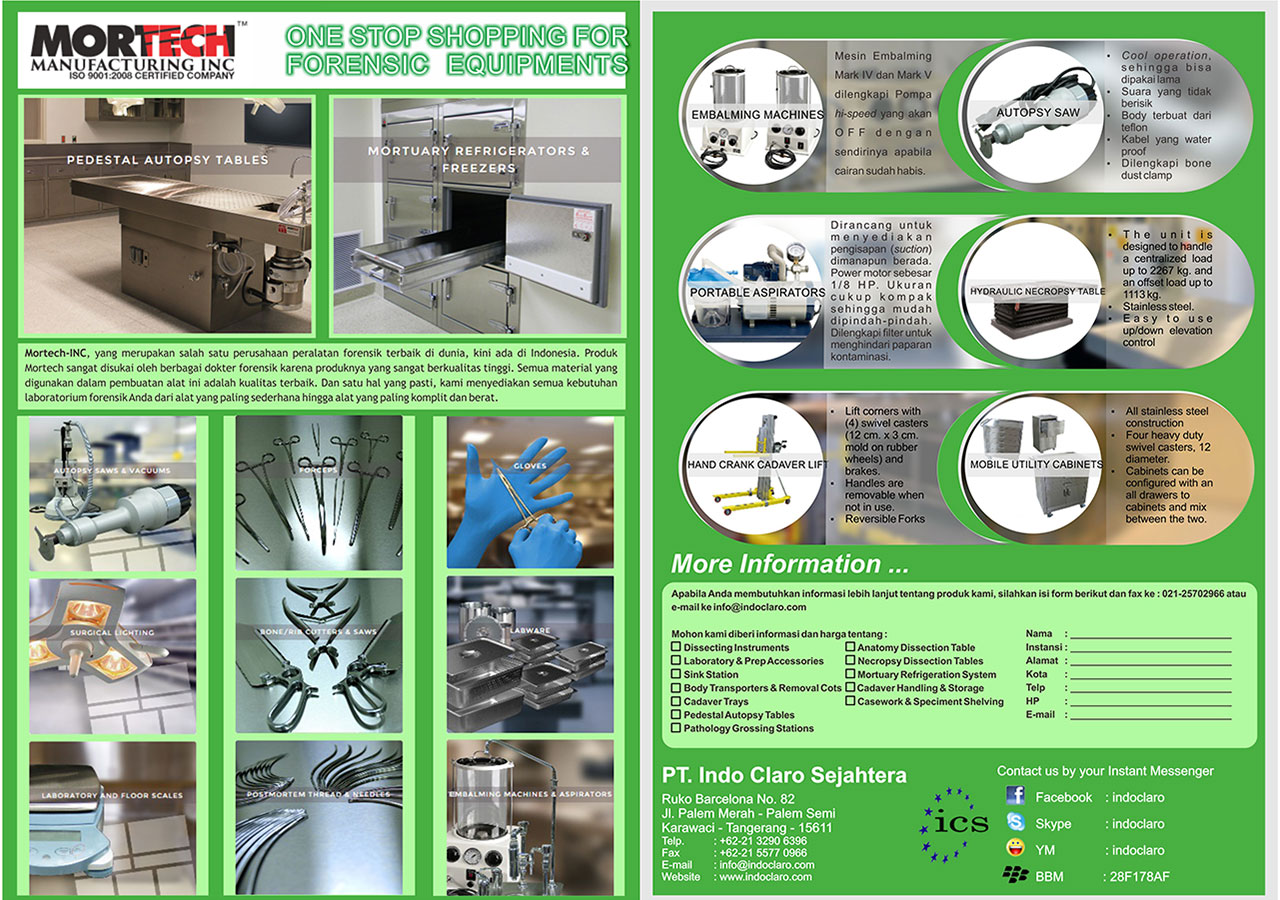 MORTECH™
MANUFACTURING INC
ISO 9001:2008 CERTIFIED COMPANY
ONE STOP SHOPPING FOR
FORENSIC EQUIPMENTS
PEDESTAL AUTOPSY TABLES
MORTUARY REFRIGERATORS &
FREEZERS
Mortech-INC, yang merupakan salah satu perusahaan peralatan forensik terbaik di dunia, kini ada di Indonesia. Produk
Mortech sangat disukai oleh berbagai dokter forensik karena produknya yang sangat berkualitas tinggi. Semua material yang
digunakan dalam pembuatan alat ini adalah kualitas terbaik. Dan satu hal yang pasti, kami menyediakan semua kebutuhan
laboratorium forensik Anda dari alat yang paling sederhana hingga alat yang paling komplit dan berat.
AUTOPSY SAWS & VACUUMS
FORCEPS
GLOVES
SURGICAL LIGHTING
BONE/RIB CUTTERS & SAWS
LABWARE
LABORATORY AND FLOOR SCALES
POSTMORTEM THREAD & NEEDLES
EMBALMING MACHINES & ASPIRATORS
EMBALMING MACHINES
Mesin Embalming
Mark IV dan Mark V
dilengkapi Pompa
hi-speed yang akan
OFF dengan
sendirinya apabila
cairan sudah habis.
AUTOPSY SAW
• Cool operation,
sehingga bisa
dipakai lama
• Suara yang tidak
berisik
• Body terbuat dari
teflon
• Kabel yang water
proof
• Dilengkapi bone
dust clamp
PORTABLE ASPIRATORS
Dirancang untuk
menyediakan
pengisapan (suction)
dimanapun berada.
Power motor sebesar
1/8 HP. Ukuran
cukup kompak
sehingga mudah
dipindah-pindah.
Dilengkapi filter untuk
menghindari paparan
kontaminasi.
HYDRAULIC NECROPSY TABLE
• The unit is
designed to handle
a centralized load
up to 2267 kg. and
an offset load up to
1113 kg.
• Stainless steel.
• Easy to use
up/down elevation
control
HAND CRANK CADAVER LIFT
• Lift corners with
(4) swivel casters
(12 cm. x 3 cm.
mold on rubber
wheels) and
brakes.
• Handles are
removable when
not in use.
• Reversible Forks
MOBILE UTILITY CABINETS
• All stainless steel
construction
• Four heavy duty
swivel casters, 12
diameter.
• Cabinets can be
configured with an
all drawers to
cabinets and mix
between the two.
More Information ...
Apabila Anda membutuhkan informasi lebih lanjut tentang produk kami, silahkan isi form berikut dan fax ke : 021-25702966 atau
e-mail ke info@indoclaro.com
Mohon kami diberi informasi dan harga tentang :
Dissecting Instruments
Laboratory & Prep Accessories
Sink Station
Body Transporters & Removal Cots
Cadaver Trays
Pedestal Autopsy Tables
Pathology Grossing Stations
Anatomy Dissection Table
Necropsy Dissection Tables
Mortuary Refrigeration System
Cadaver Handling & Storage
Casework & Speciment Shelving
Nama :
Instansi :
Alamat :
Kota :
Telp :
HP :
E-mail :
PT. Indo Claro Sejahtera
Ruko Barcelona No. 82
Jl. Palem Merah - Palem Semi
Karawaci - Tangerang - 15611
Telp. : +62-21 3290 6396
Fax : +62-21 5577 0966
E-mail : info@indoclaro.com
Website : www.indoclaro.com
ics
Contact us by your Instant Messenger
Facebook : indoclaro
Skype : indoclaro
YM : indoclaro
BBM : 28F178AF